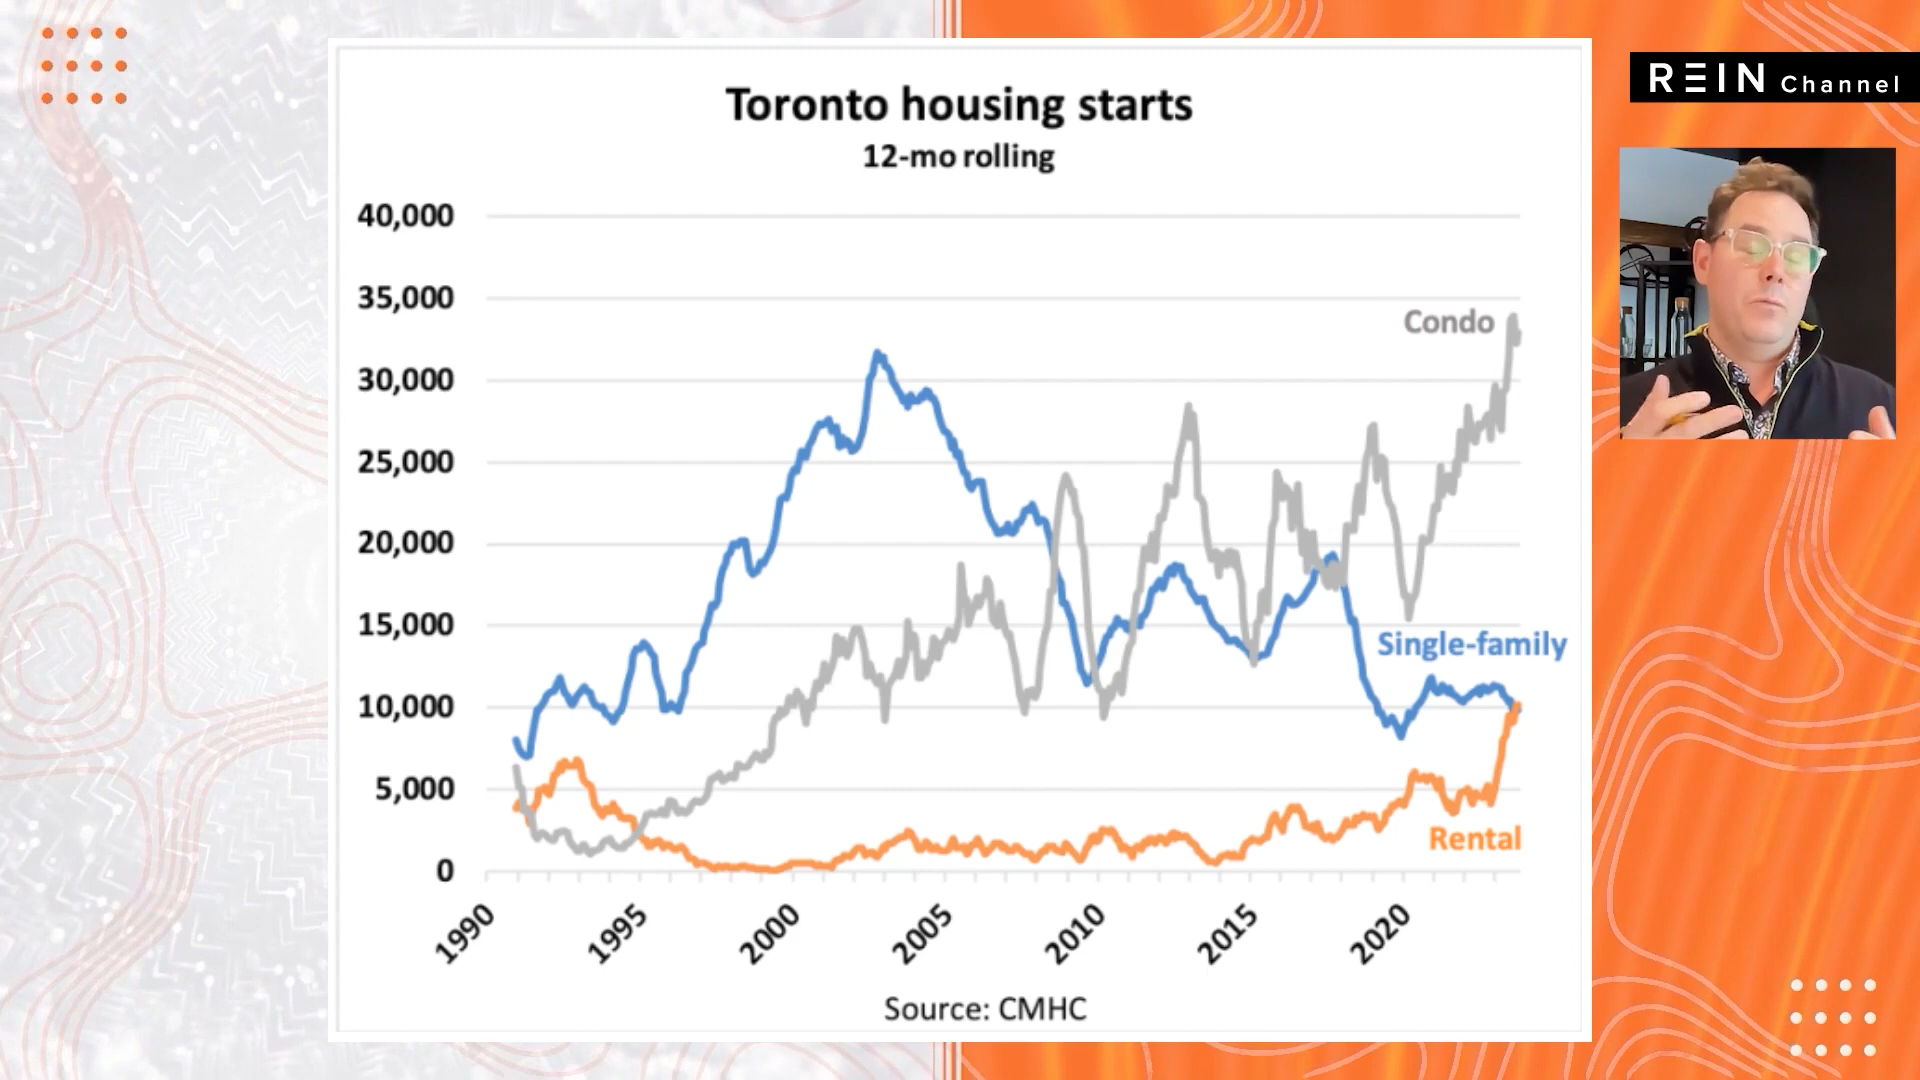 REIN Channel
Toronto housing starts
12-mo rolling
40,000
35,000
30,000
25,000
20,000
15,000
10,000
5,000
0
Condo
Single-family
Rental
1990
1995
2000
2005
2010
2015
2020
Source: CMHC